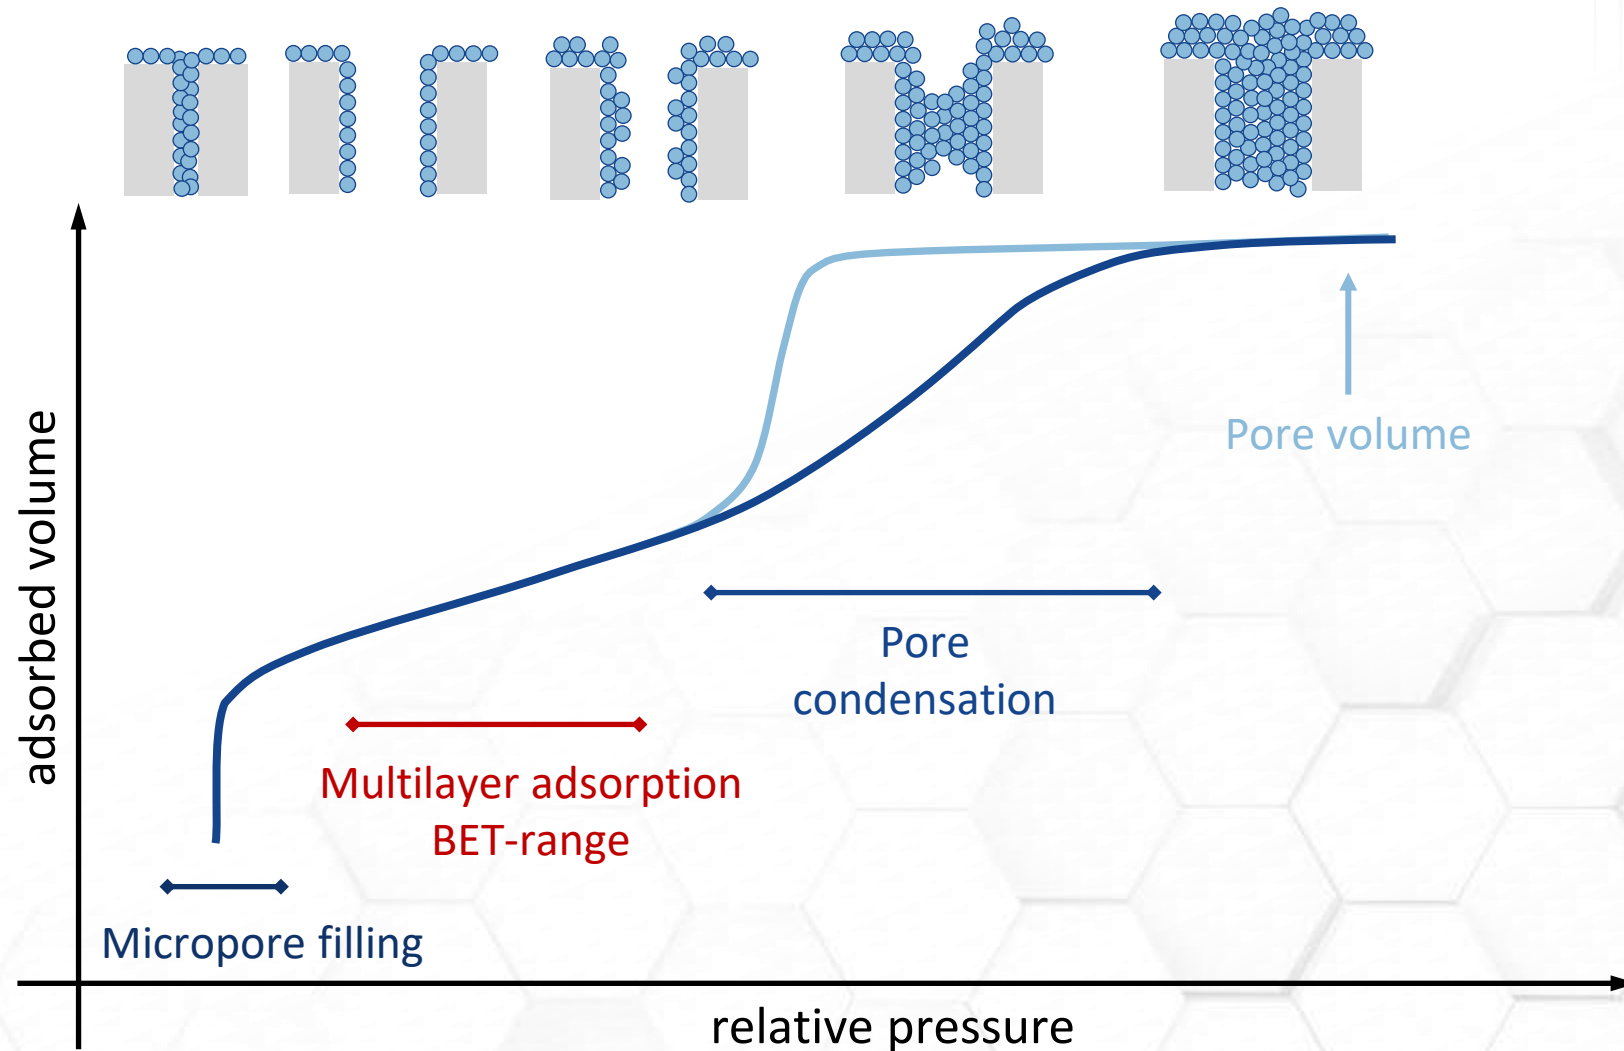 adsorbed volume
Pore volume
Pore
condensation
Multilayer adsorption
BET-range
Micropore filling
relative pressure